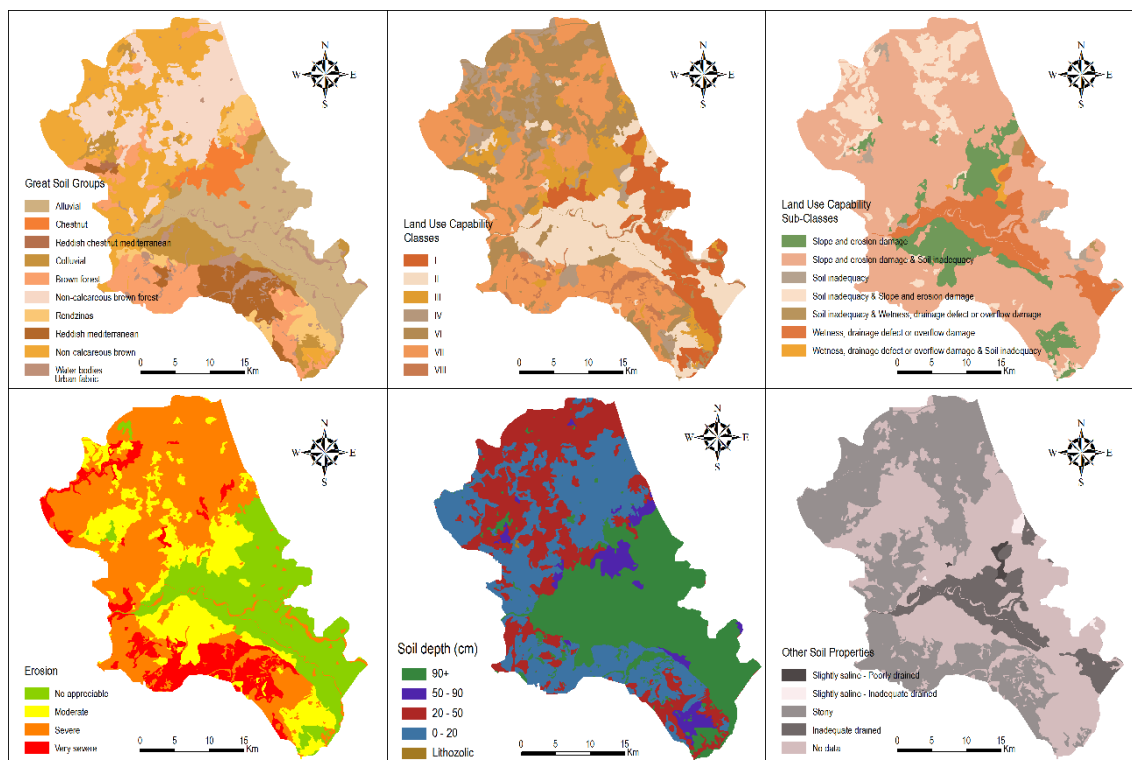 N
W E
S
Great Soil Groups
Alluvial
Chestnut
Reddish chestnut mediterranean
Colluvial
Brown forest
Non-calcareous brown forest
Rendzinas
Reddish mediterranean
Non calcareous brown
Water bodies
Urban fabric
0 5 10 15
Km
N
W E
S
Land Use Capability
Classes
I
II
III
IV
VI
VII
VIII
0 5 10 15
Km
N
W E
S
Land Use Capability
Sub-Classes
Slope and erosion damage
Slope and erosion damage & Soil inadequacy
Soil inadequacy
Soil inadequacy & Slope and erosion damage
Soil inadequacy & Wetness, drainage defect or overflow damage
Wetness, drainage defect or overflow damage
Wetness, drainage defect or overflow damage & Soil inadequacy
0 5 10 15
Km
N
W E
S
Erosion
No appreciable
Moderate
Severe
Very severe
0 5 10 15
Km
N
W E
S
Soil depth (cm)
90+
50 - 90
20 - 50
0 - 20
Lithozolic
0 5 10 15
Km
N
W E
S
Other Soil Properties
Slightly saline - Poorly drained
Slightly saline - Inadequate drained
Stony
Inadequate drained
No data
0 5 10 15
Km